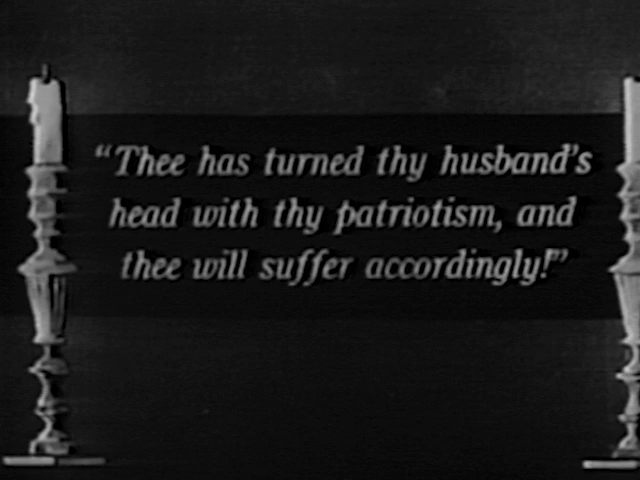 “Thee has turned thy husband’s
head with thy patriotism, and
thee will suffer accordingly!”